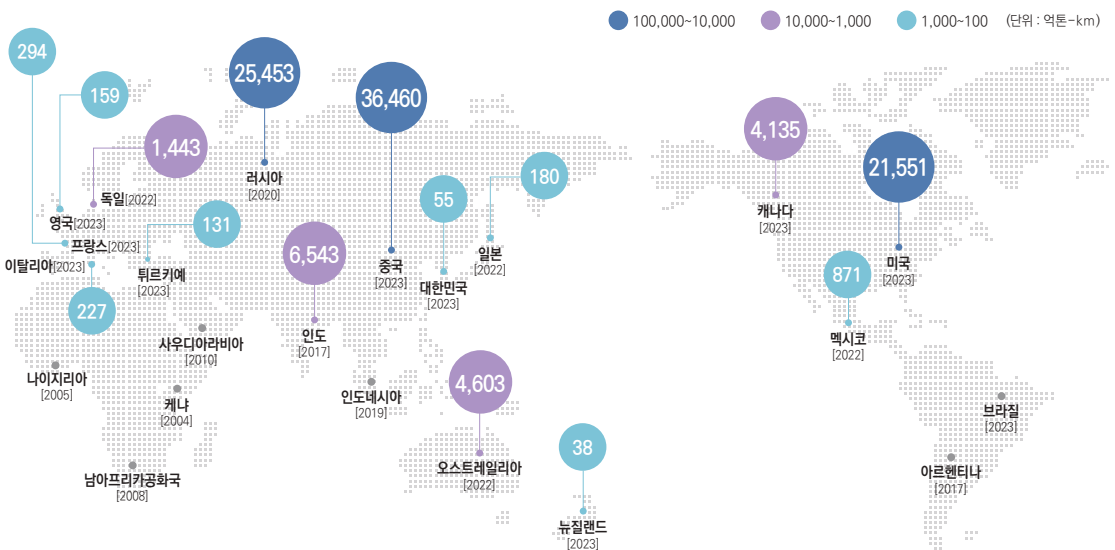 100,000~10,000
10,000~1,000
1,000~100
(단위 : 억톤-km)
294
159
1,443
25,453
36,460
180
55
131
6,543
227
4,603
38
4,135
21,551
871
독일[2022]
영국[2023]
프랑스[2023]
이탈리아[2023]
튀르키예
[2023]
러시아
[2020]
중국
[2023]
대한민국
[2023]
일본
[2022]
인도
[2017]
사우디아라비아
[2010]
나이지리아
[2005]
케냐
[2004]
남아프리카공화국
[2008]
인도네시아
[2019]
오스트레일리아
[2022]
뉴질랜드
[2023]
캐나다
[2023]
미국
[2023]
멕시코
[2022]
브라질
[2023]
아르헨티나
[2017]